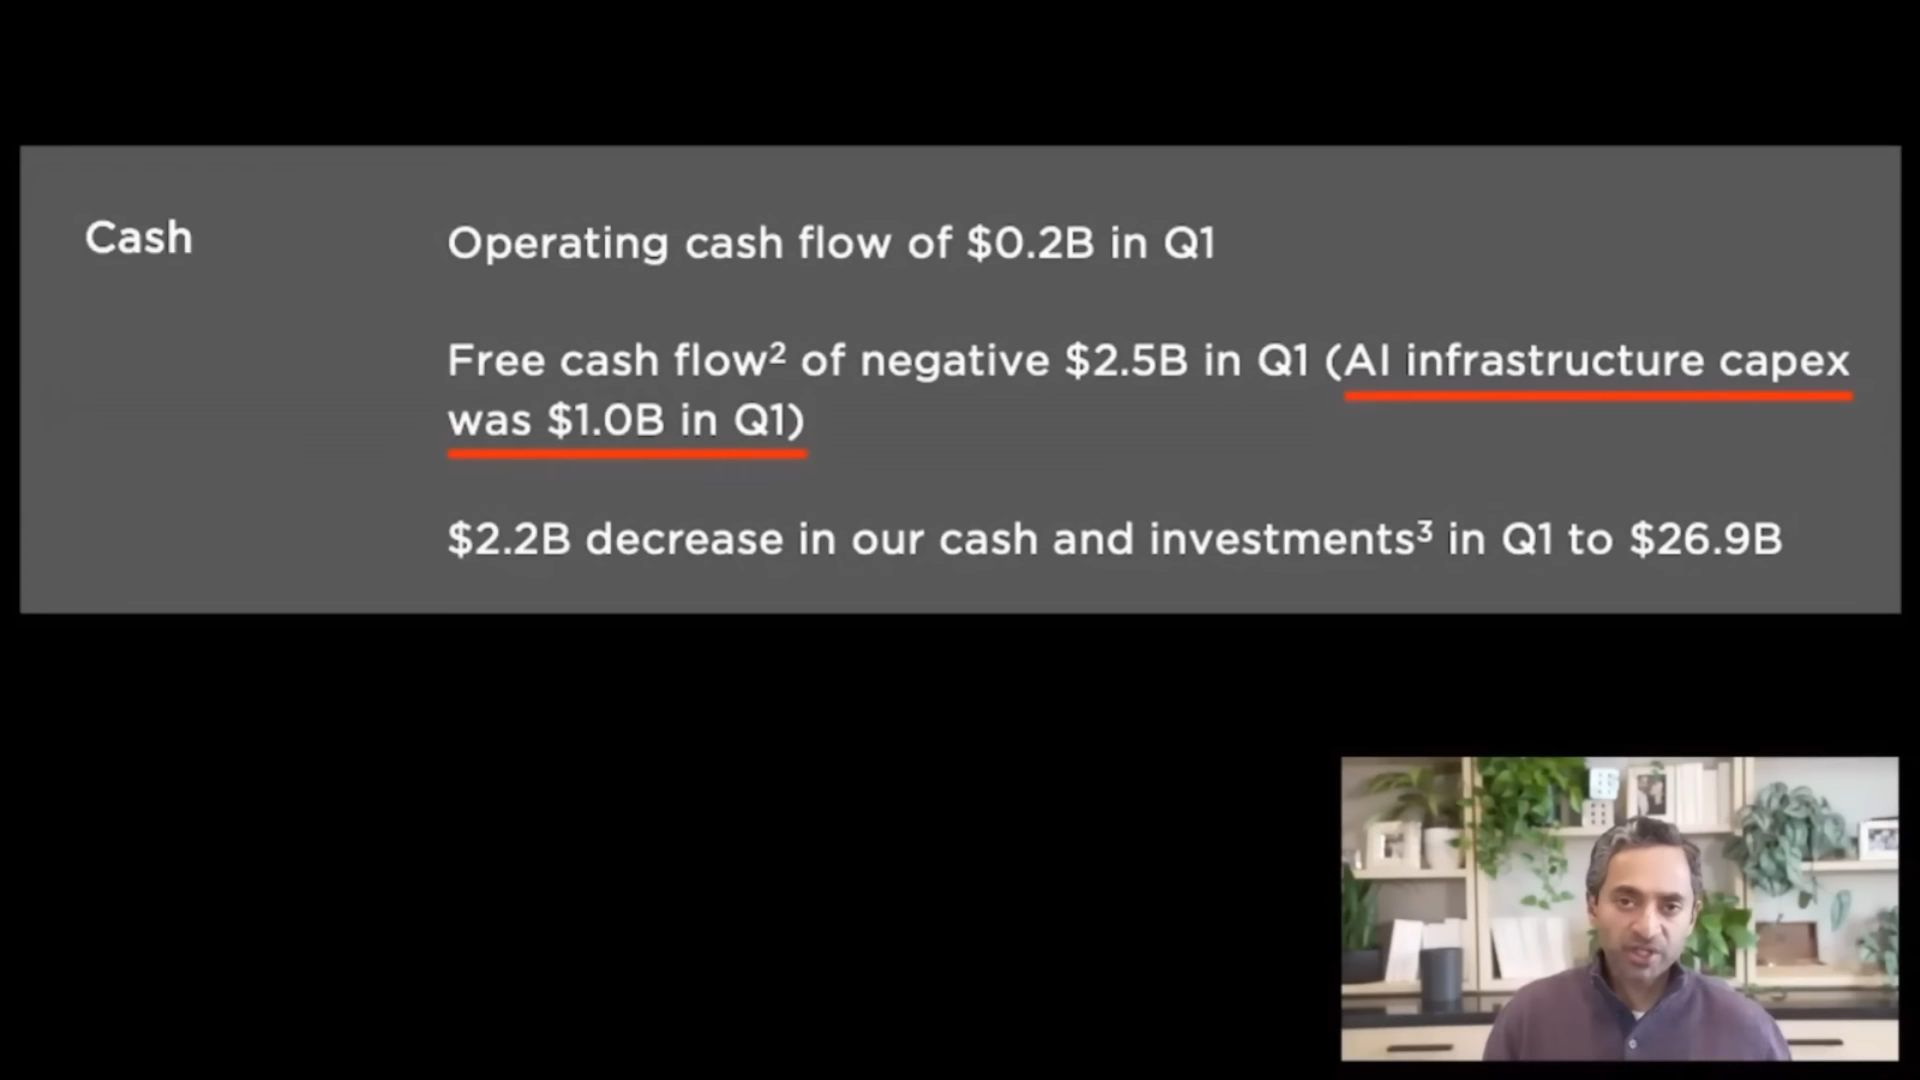 Cash
Operating cash flow of $0.2B in Q1
Free cash flow² of negative $2.5B in Q1 (AI infrastructure capex
was $1.0B in Q1)
$2.2B decrease in our cash and investments³ in Q1 to $26.9B